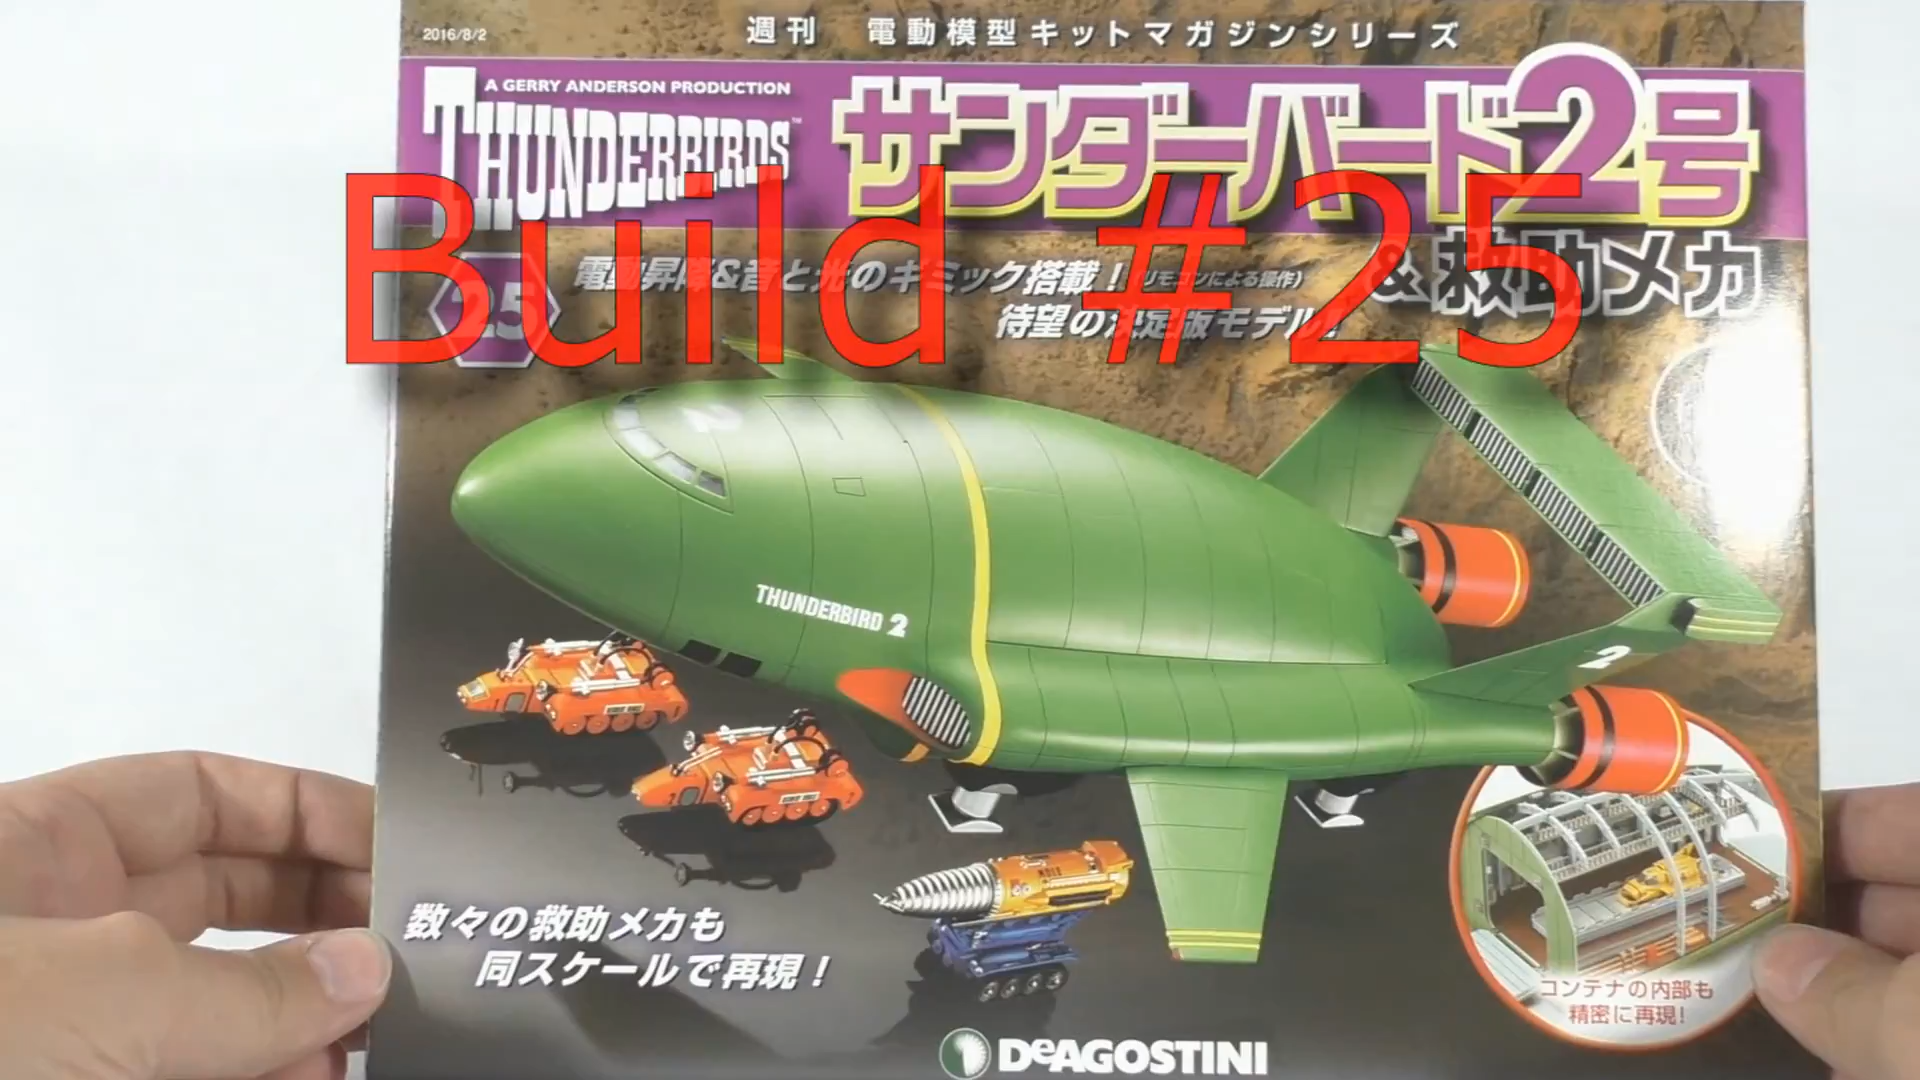 2016/8/2
週刊 電動模型キットマガジンシリーズ
A GERRY ANDERSON PRODUCTION
THUNDERBIRDS™
サンダーバード2号
&救助メカ
Build #25
25
電動昇降&音と光のギミック搭載!(リモコンによる操作)
待望の決定版モデル!!
2
THUNDERBIRD 2
2
MOLE
数々の救助メカも
同スケールで再現!
コンテナの内部も
精密に再現!
DeAGOSTINI